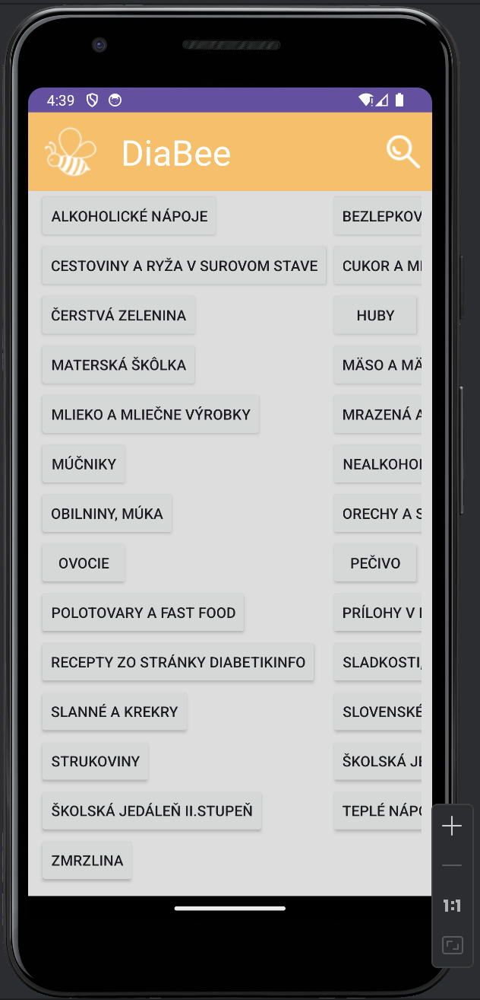 4:39
DiaBee
ALKOHOLICKÉ NÁPOJE BEZLEPKOV
CESTOVINY A RYŽA V SUROVOM STAVE CUKOR A M
ČERSTVÁ ZELENINA HUBY
MATERSKÁ ŠKÔLKA MÄSO A MÄ
MLIEKO A MLIEČNE VÝROBKY MRAZENÁ A
MÚČNIKY NEALKOHO
OBILNINY, MÚKA ORECHY A S
OVOCIE PEČIVO
POLOTOVARY A FAST FOOD PRÍLOHY V
RECEPTY ZO STRÁNKY DIABETIKINFO SLADKOSTI,
SLANNÉ A KREKRY SLOVENSKÉ
STRUKOVINY ŠKOLSKÁ JE
ŠKOLSKÁ JEDÁLEŇ II.STUPEŇ TEPLÉ NÁPO
ZMRZLINA
1:1